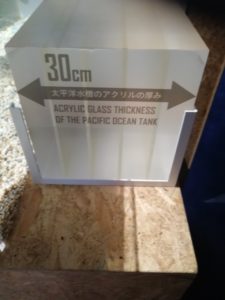 30cm
太平洋水槽のアクリルの厚み
ACRYLIC GLASS THICKNESS
OF THE PACIFIC OCEAN TANK